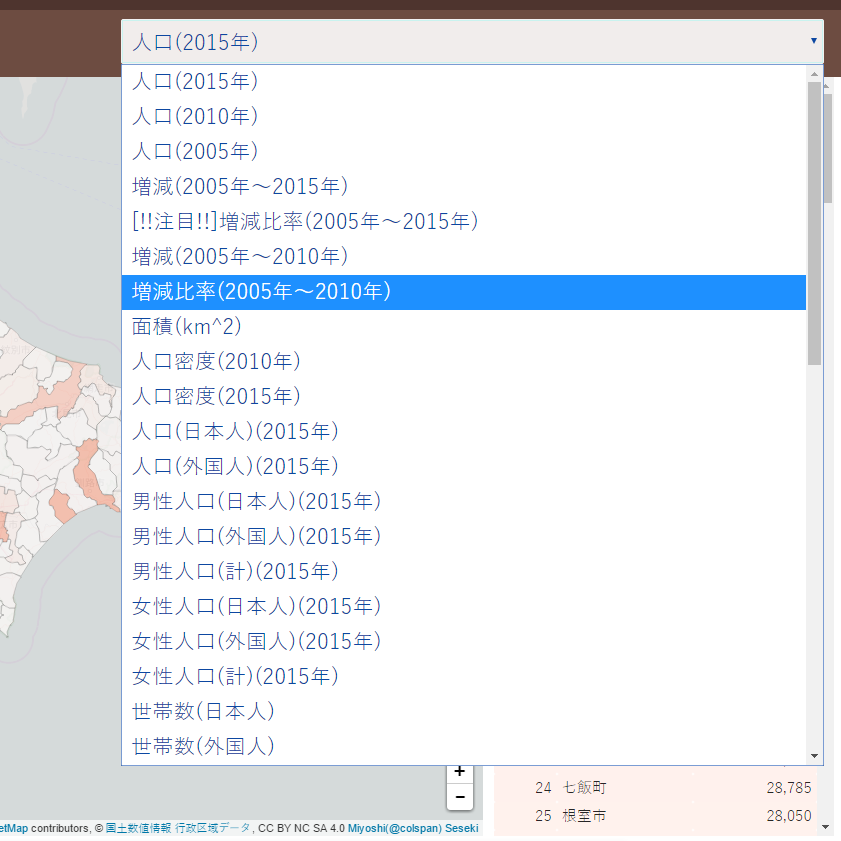 人口(2015年)
人口(2015年)
人口(2010年)
人口(2005年)
増減(2005年～2015年)
[!!注目!!]増減比率(2005年～2015年)
増減(2005年～2010年)
増減比率(2005年～2010年)
面積(km^2)
人口密度(2010年)
人口密度(2015年)
人口(日本人)(2015年)
人口(外国人)(2015年)
男性人口(日本人)(2015年)
男性人口(外国人)(2015年)
男性人口(計)(2015年)
女性人口(日本人)(2015年)
女性人口(外国人)(2015年)
女性人口(計)(2015年)
世帯数(日本人)
世帯数(外国人)
+
−
24 七飯町 28,785
25 根室市 28,050
etMap contributors, © 国土数値情報 行政区域データ, CC BY NC SA 4.0 Miyoshi(@colspan) Seseki